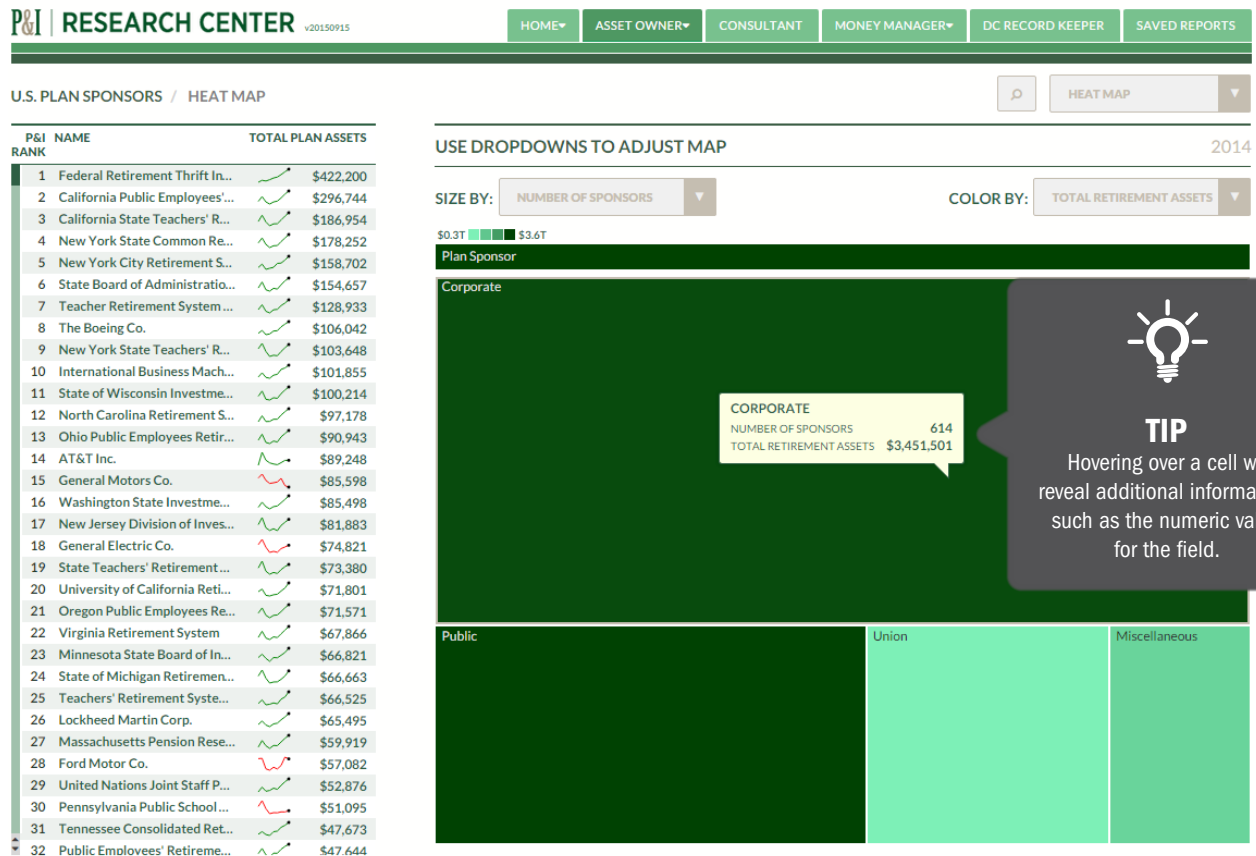 P&I | RESEARCH CENTER v20150915
HOME ASSET OWNER CONSULTANT MONEY MANAGER DC RECORD KEEPER SAVED REPORTS
U.S. PLAN SPONSORS / HEAT MAP
HEAT MAP
P&I NAME TOTAL PLAN ASSETS
RANK
1 Federal Retirement Thrift In... $422,200
2 California Public Employees'... $296,744
3 California State Teachers' R... $186,954
4 New York State Common Re... $178,252
5 New York City Retirement S... $158,702
6 State Board of Administratio... $154,657
7 Teacher Retirement System ... $128,933
8 The Boeing Co. $106,042
9 New York State Teachers' R... $103,648
10 International Business Mach... $101,855
11 State of Wisconsin Investme... $100,214
12 North Carolina Retirement S... $97,178
13 Ohio Public Employees Retir... $90,943
14 AT&T Inc. $89,248
15 General Motors Co. $85,598
16 Washington State Investme... $85,498
17 New Jersey Division of Inves... $81,883
18 General Electric Co. $74,821
19 State Teachers' Retirement ... $73,380
20 University of California Reti... $71,801
21 Oregon Public Employees Re... $71,571
22 Virginia Retirement System $67,866
23 Minnesota State Board of In... $66,821
24 State of Michigan Retiremen... $66,663
25 Teachers' Retirement Syste... $66,525
26 Lockheed Martin Corp. $65,495
27 Massachusetts Pension Rese... $59,919
28 Ford Motor Co. $57,082
29 United Nations Joint Staff P... $52,876
30 Pennsylvania Public School ... $51,095
31 Tennessee Consolidated Ret... $47,673
32 Public Employees' Retireme... $47,644
USE DROPDOWNS TO ADJUST MAP 2014
SIZE BY: NUMBER OF SPONSORS COLOR BY: TOTAL RETIREMENT ASSETS
$0.3T $3.6T
Plan Sponsor
Corporate
CORPORATE
NUMBER OF SPONSORS 614
TOTAL RETIREMENT ASSETS $3,451,501
TIP
Hovering over a cell w
reveal additional informa
such as the numeric va
for the field.
Public
Union
Miscellaneous